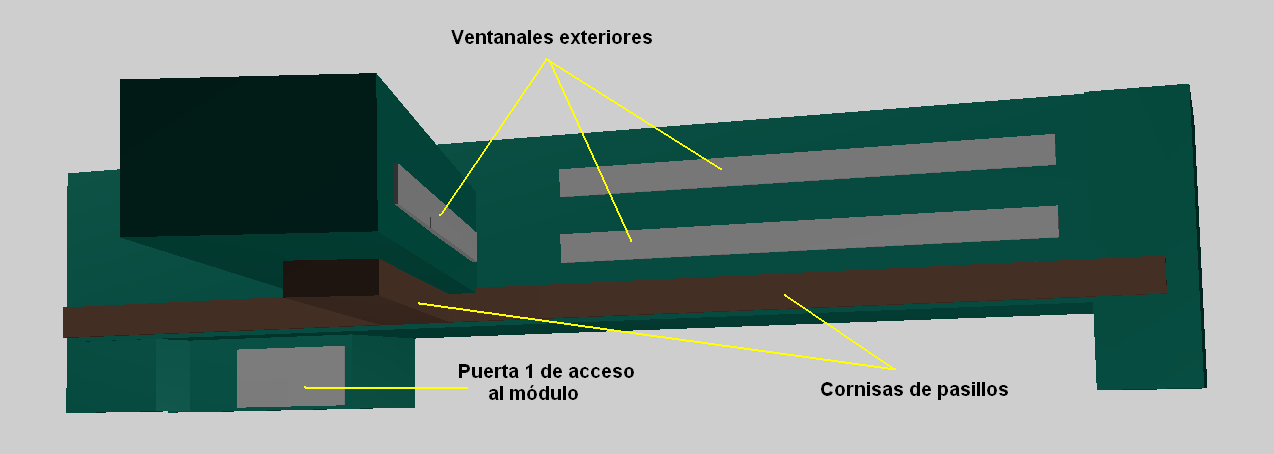 Ventanales exteriores
Puerta 1 de acceso
al módulo
Cornisas de pasillos